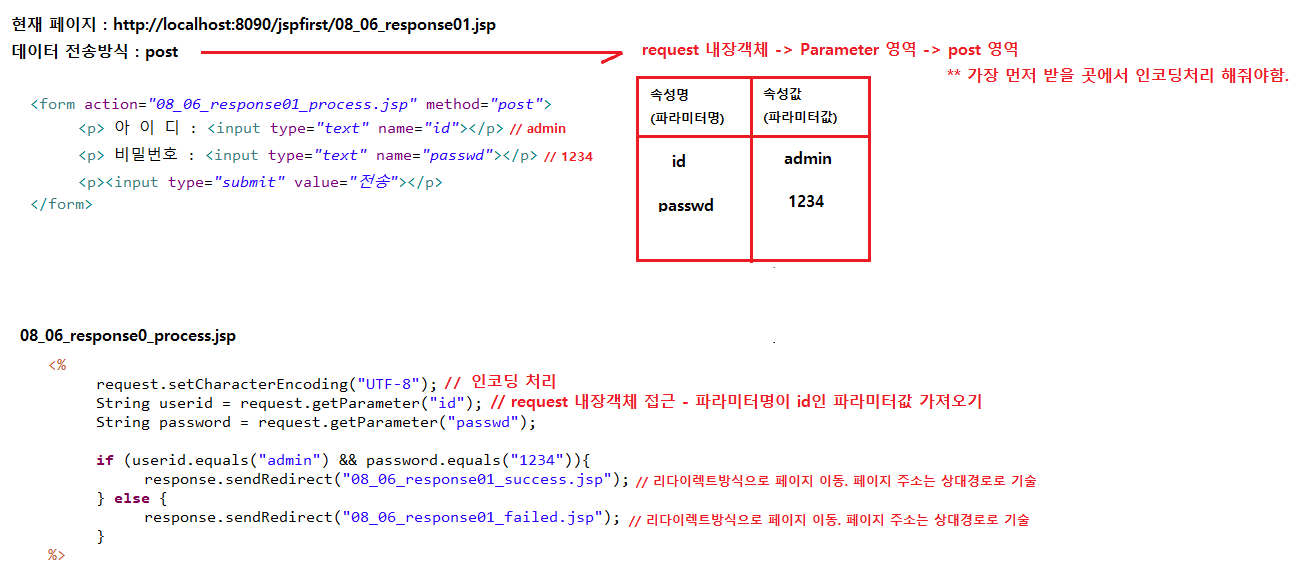 현재 페이지 : http://localhost:8090/jspfirst/08_06_response01.jsp
데이터 전송방식 : post
request 내장객체 -> Parameter 영역 -> post 영역
** 가장 먼저 받을 곳에서 인코딩처리 해줘야함.
<form action="08_06_response01_process.jsp" method="post">
<p> 아 이 디 : <input type="text" name="id"></p> // admin
<p> 비밀번호 : <input type="text" name="passwd"></p> // 1234
<p><input type="submit" value="전송"></p>
</form>
속성명 속성값
(파라미터명) (파라미터값)
id admin
passwd 1234
08_06_response0_process.jsp
<%
request.setCharacterEncoding("UTF-8"); // 인코딩 처리
String userid = request.getParameter("id"); // request 내장객체 접근 - 파라미터명이 id인 파라미터값 가져오기
String password = request.getParameter("passwd");
if (userid.equals("admin") && password.equals("1234")){
response.sendRedirect("08_06_response01_success.jsp"); // 리다이렉트방식으로 페이지 이동. 페이지 주소는 상대경로로 기술
} else {
response.sendRedirect("08_06_response01_failed.jsp"); // 리다이렉트방식으로 페이지 이동. 페이지 주소는 상대경로로 기술
}
%>